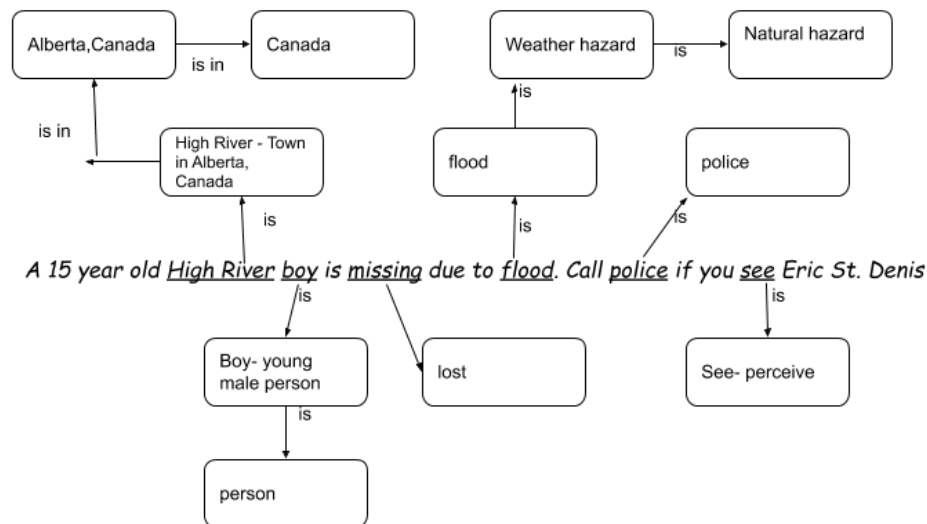 Alberta,Canada
is in
Canada
Weather hazard
is
Natural hazard
is in
High River - Town
in Alberta,
Canada
is
flood
is
police
is
is
A 15 year old High River boy is missing due to flood. Call police if you see Eric St. Denis
is
Boy- young
male person
lost
is
See- perceive
is
person